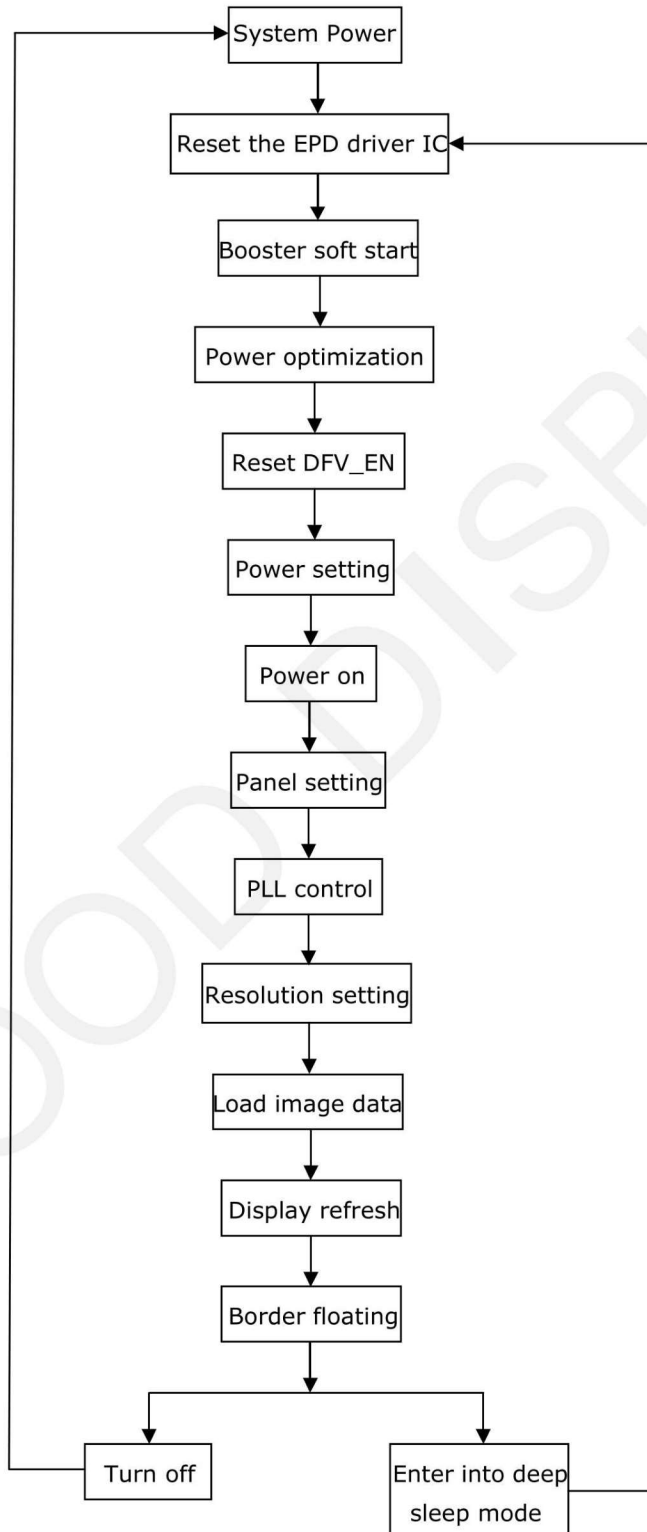 System Power
Reset the EPD driver IC
Booster soft start
Power optimization
Reset DFV_EN
Power setting
Power on
Panel setting
PLL control
Resolution setting
Load image data
Display refresh
Border floating
Turn off
Enter into deep
sleep mode
OOD DISP